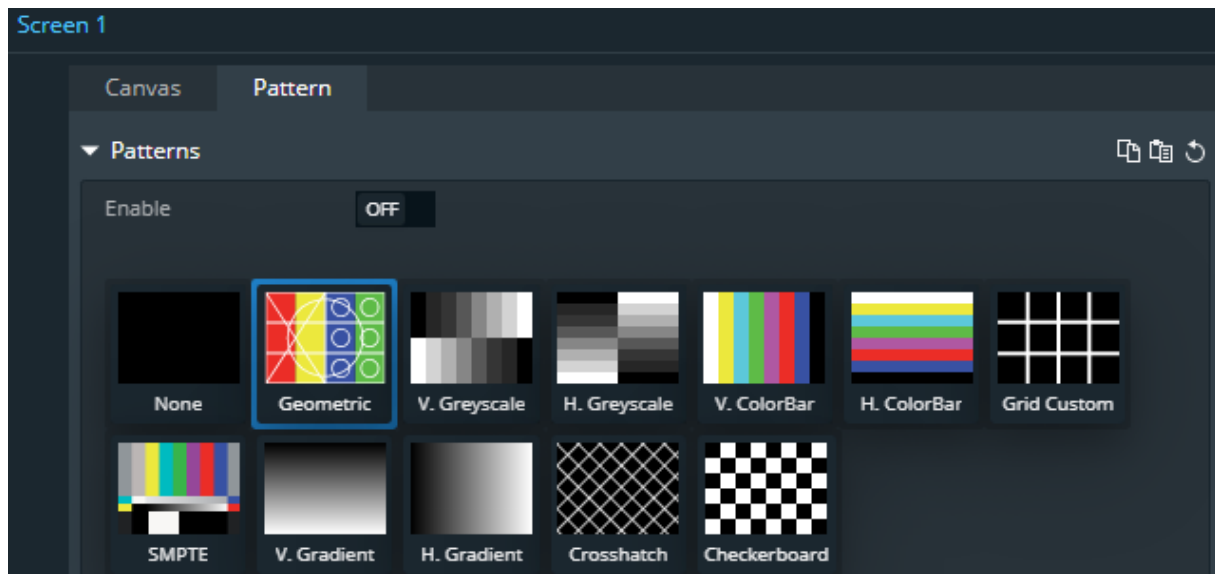 Screen 1
Canvas Pattern
Patterns
Enable OFF
None Geometric V. Greyscale H. Greyscale V. ColorBar H. ColorBar Grid Custom
SMPTE V. Gradient H. Gradient Crosshatch Checkerboard